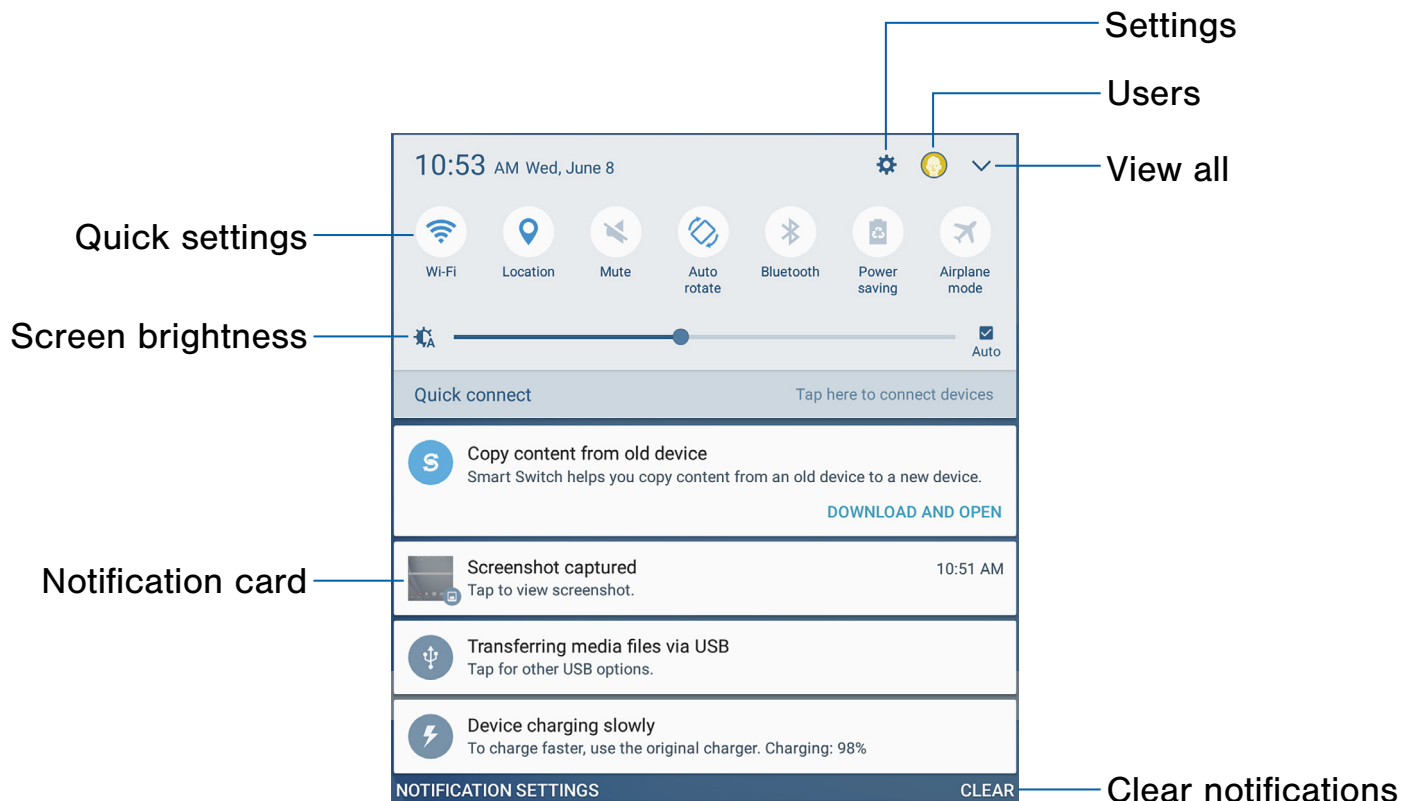 Settings
Users
View all
10:53 AM Wed, June 8
Quick settings
Wi-Fi
Location
Mute
Auto
rotate
Bluetooth
Power
saving
Airplane
mode
Screen brightness
A
Auto
Quick connect
Tap here to connect devices
S
Copy content from old device
Smart Switch helps you copy content from an old device to a new device.
DOWNLOAD AND OPEN
Notification card
Screenshot captured
10:51 AM
Tap to view screenshot.
Transferring media files via USB
Tap for other USB options.
Device charging slowly
To charge faster, use the original charger. Charging: 98%
NOTIFICATION SETTINGS
CLEAR
Clear notifications